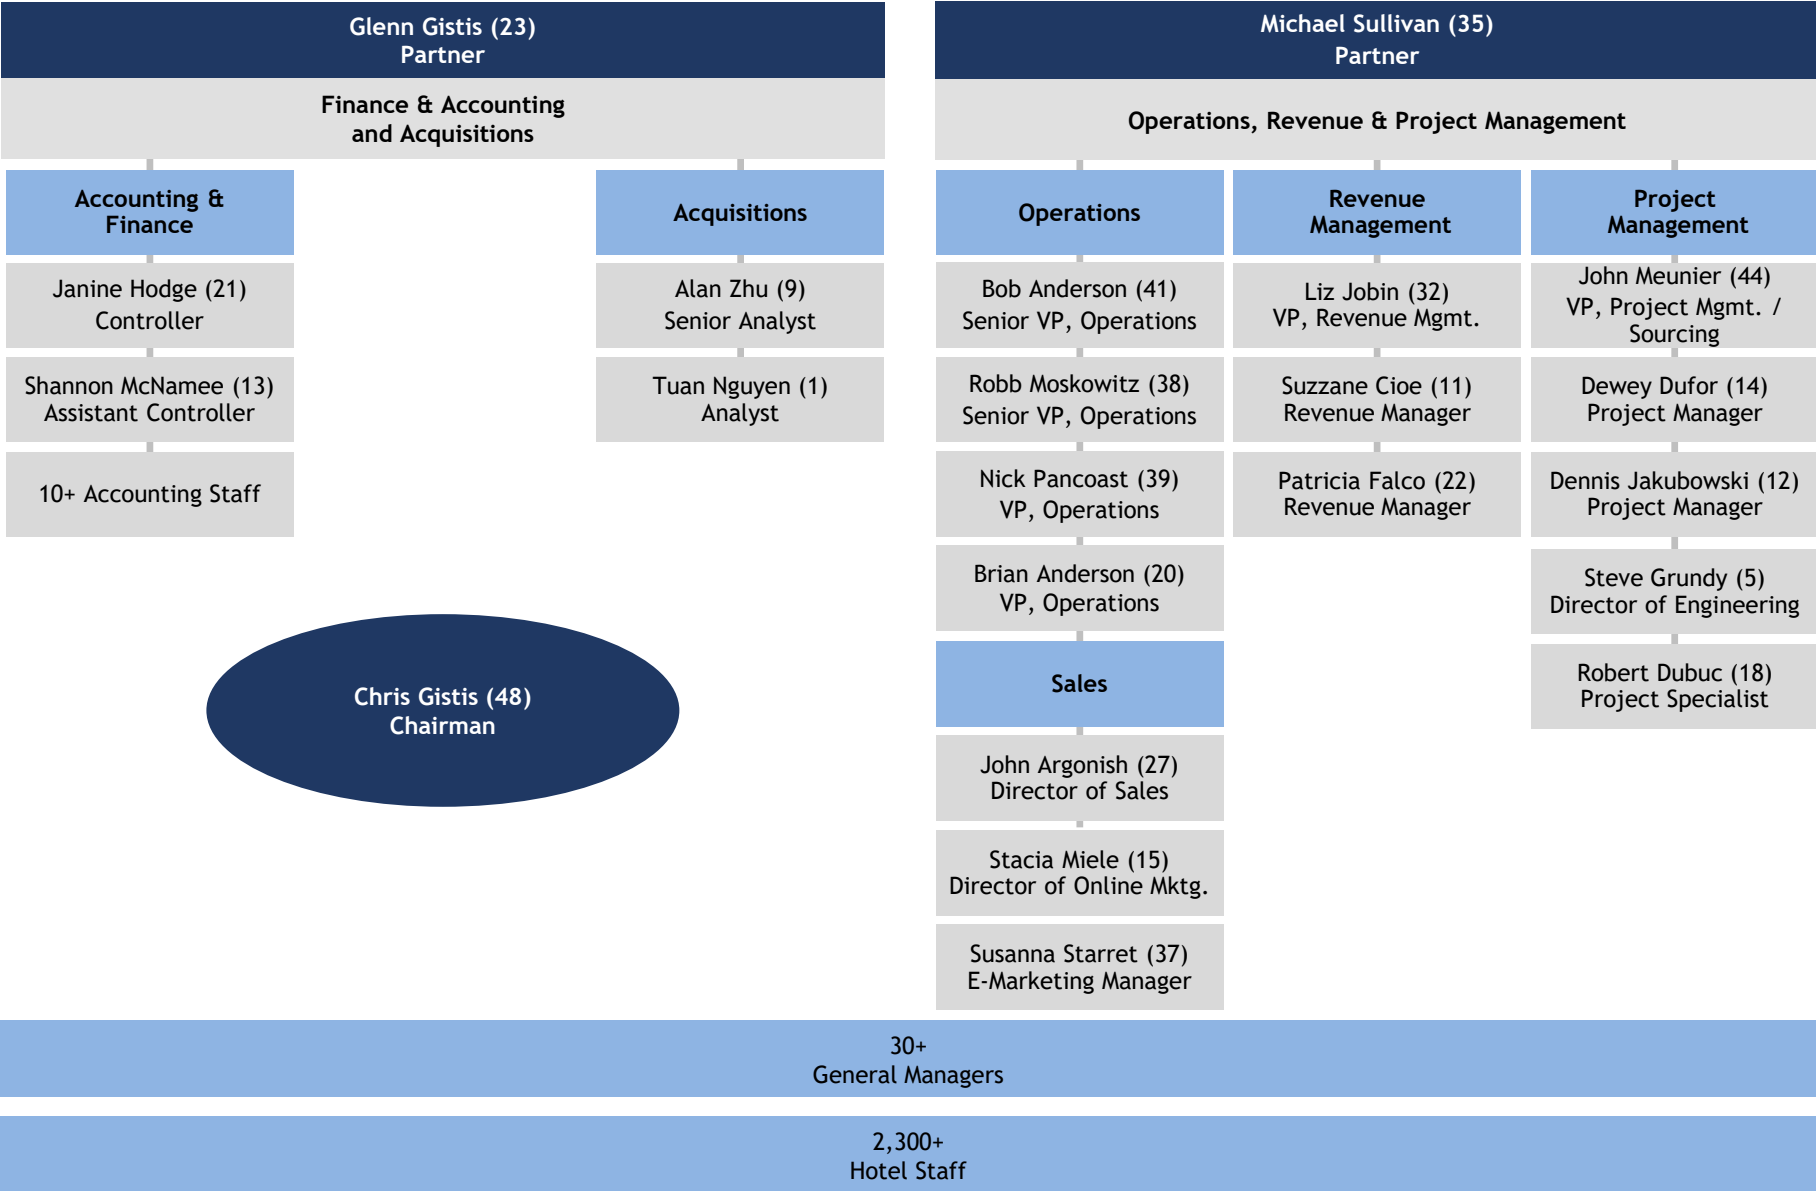 Glenn Gistis (23)
Partner
Finance & Accounting
and Acquisitions
Accounting &
Finance
Janine Hodge (21)
Controller
Shannon McNamee (13)
Assistant Controller
10+ Accounting Staff
Acquisitions
Alan Zhu (9)
Senior Analyst
Tuan Nguyen (1)
Analyst
Chris Gistis (48)
Chairman
Michael Sullivan (35)
Partner
Operations, Revenue & Project Management
Operations
Bob Anderson (41)
Senior VP, Operations
Robb Moskowitz (38)
Senior VP, Operations
Nick Pancoast (39)
VP, Operations
Brian Anderson (20)
VP, Operations
Sales
John Argonish (27)
Director of Sales
Stacia Miele (15)
Director of Online Mktg.
Susanna Starret (37)
E-Marketing Manager
Revenue
Management
Liz Jobin (32)
VP, Revenue Mgmt.
Suzzane Cioe (11)
Revenue Manager
Patricia Falco (22)
Revenue Manager
Project
Management
John Meunier (44)
VP, Project Mgmt. /
Sourcing
Dewey Dufor (14)
Project Manager
Dennis Jakubowski (12)
Project Manager
Steve Grundy (5)
Director of Engineering
Robert Dubuc (18)
Project Specialist
30+
General Managers
2,300+
Hotel Staff